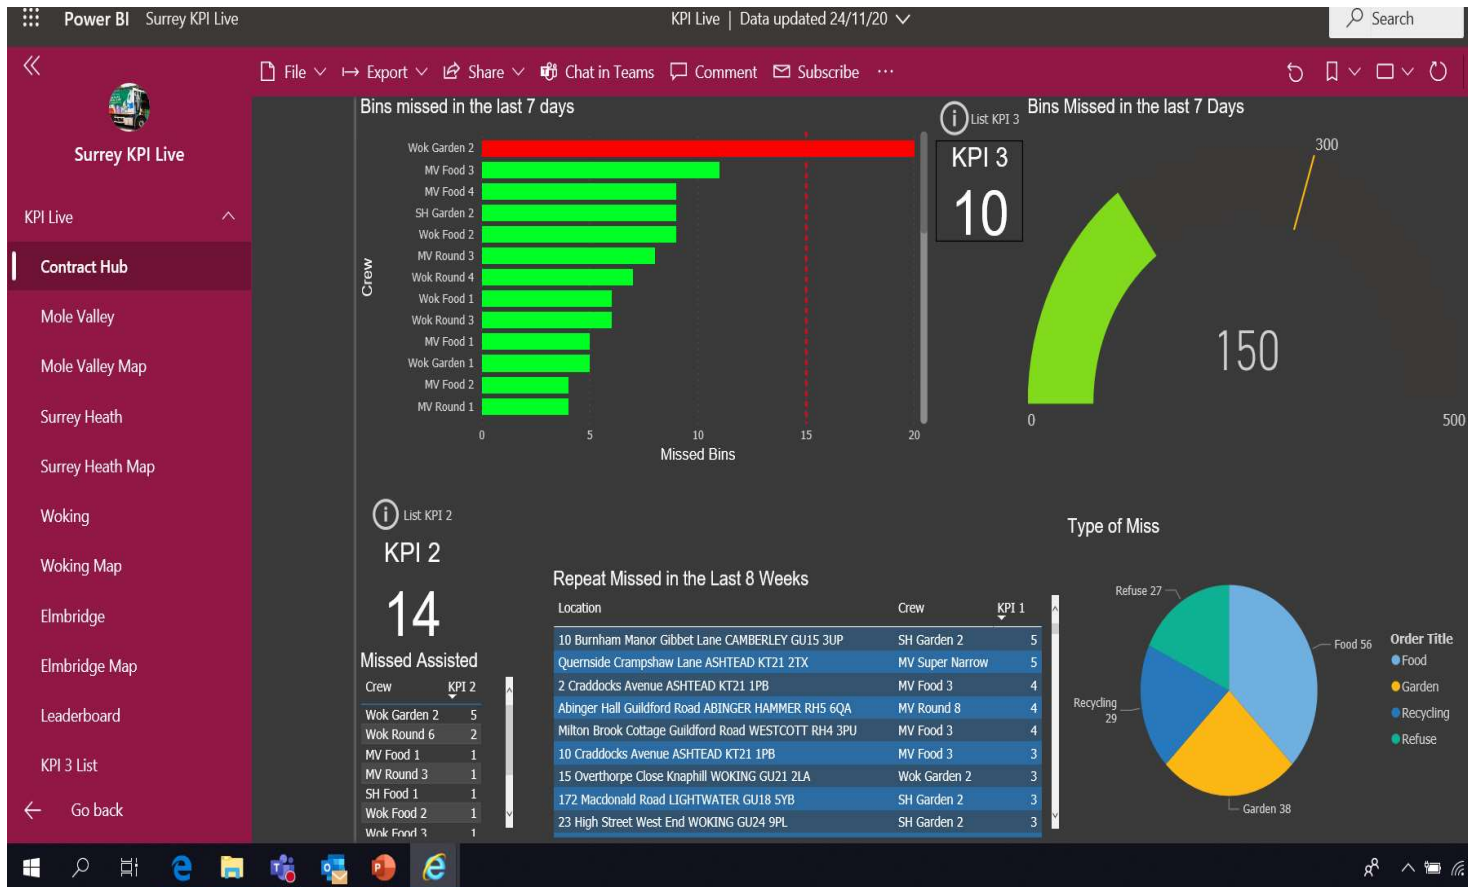 Power BI Surrey KPI Live
KPI Live | Data updated 24/11/20
Search
File Export Share Chat in Teams Comment Subscribe ...
Surrey KPI Live
KPI Live
Contract Hub
Mole Valley
Mole Valley Map
Surrey Heath
Surrey Heath Map
Woking
Woking Map
Elmbridge
Elmbridge Map
Leaderboard
KPI 3 List
Go back
Bins missed in the last 7 days
Crew
Wok Garden 2
MV Food 3
MV Food 4
SH Garden 2
Wok Food 2
MV Round 3
Wok Round 4
Wok Food 1
Wok Round 3
MV Food 1
Wok Garden 1
MV Food 2
MV Round 1
0 5 10 15 20
Missed Bins
List KPI 3
KPI 3
10
Bins Missed in the last 7 Days
300
150
0 500
List KPI 2
KPI 2
14
Missed Assisted
Crew KPI 2
Wok Garden 2 5
Wok Round 6 2
MV Food 1 1
MV Round 3 1
SH Food 1 1
Wok Food 2 1
Wok Food 3 1
Repeat Missed in the Last 8 Weeks
Location Crew KPI 1
10 Burnham Manor Gibbet Lane CAMBERLEY GU15 3UP SH Garden 2 5
Quernside Crampshaw Lane ASHTEAD KT21 2TX MV Super Narrow 5
2 Craddocks Avenue ASHTEAD KT21 1PB MV Food 3 4
Abinger Hall Guildford Road ABINGER HAMMER RH5 6QA MV Round 8 4
Milton Brook Cottage Guildford Road WESTCOTT RH4 3PU MV Food 3 4
10 Craddocks Avenue ASHTEAD KT21 1PB MV Food 3 3
15 Overthorpe Close Knaphill WOKING GU21 2LA Wok Garden 2 3
172 Macdonald Road LIGHTWATER GU18 5YB SH Garden 2 3
23 High Street West End WOKING GU24 9PL SH Garden 2 3
Type of Miss
Refuse 27
Food 56
Recycling
29
Garden 38
Order Title
Food
Garden
Recycling
Refuse